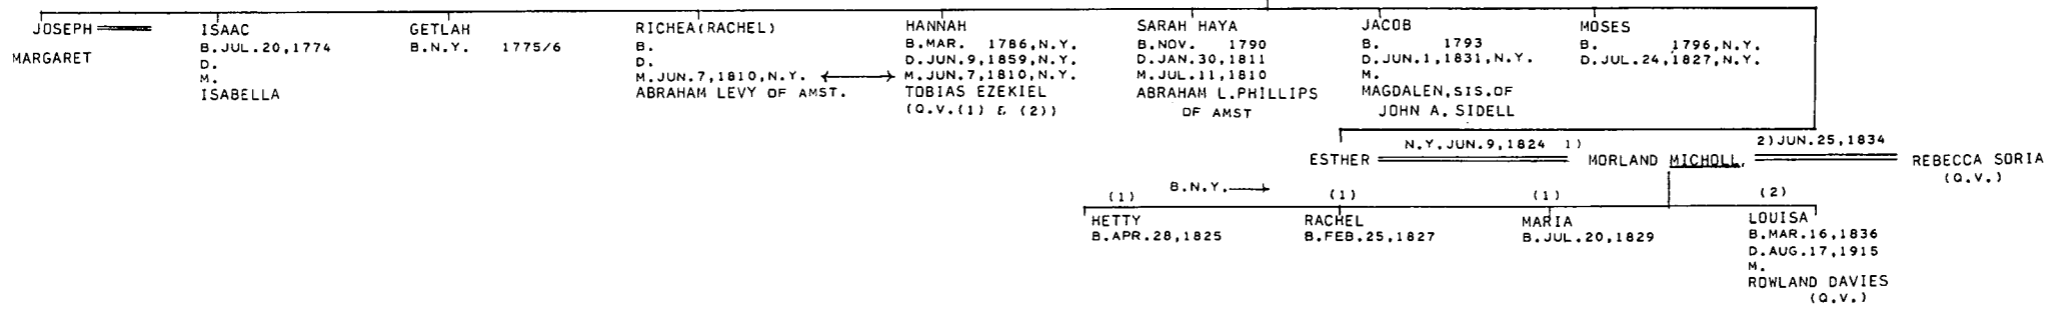 JOSEPH
MARGARET
ISAAC
B.JUL.20,1774
D.
M.
ISABELLA
GETLAH
B.N.Y. 1775/6
RICHEA(RACHEL)
B.
D.
M.JUN.7,1810,N.Y.
ABRAHAM LEVY OF AMST.
HANNAH
B.MAR. 1786,N.Y.
D.JUN.9,1859,N.Y.
M.JUN.7,1810,N.Y.
TOBIAS EZEKIEL
(Q.V.(1) & (2))
SARAH HAYA
B.NOV. 1790
D.JAN.30,1811
M.JUL.11,1810
ABRAHAM L.PHILLIPS
OF AMST
JACOB
B. 1793
D.JUN.1,1831,N.Y.
M.
MAGDALEN,SIS.OF
JOHN A. SIDELL
MOSES
B. 1796,N.Y.
D.JUL.24,1827,N.Y.
ESTHER
N.Y.JUN.9,1824 1)
MORLAND MICHOLL,
2)JUN.25,1834
REBECCA SORIA
(Q.V.)
B.N.Y.
(1)
HETTY
B.APR.28,1825
(1)
RACHEL
B.FEB.25,1827
(1)
MARIA
B.JUL.20,1829
(2)
LOUISA
B.MAR.16,1836
D.AUG.17,1915
M.
ROWLAND DAVIES
(Q.V.)